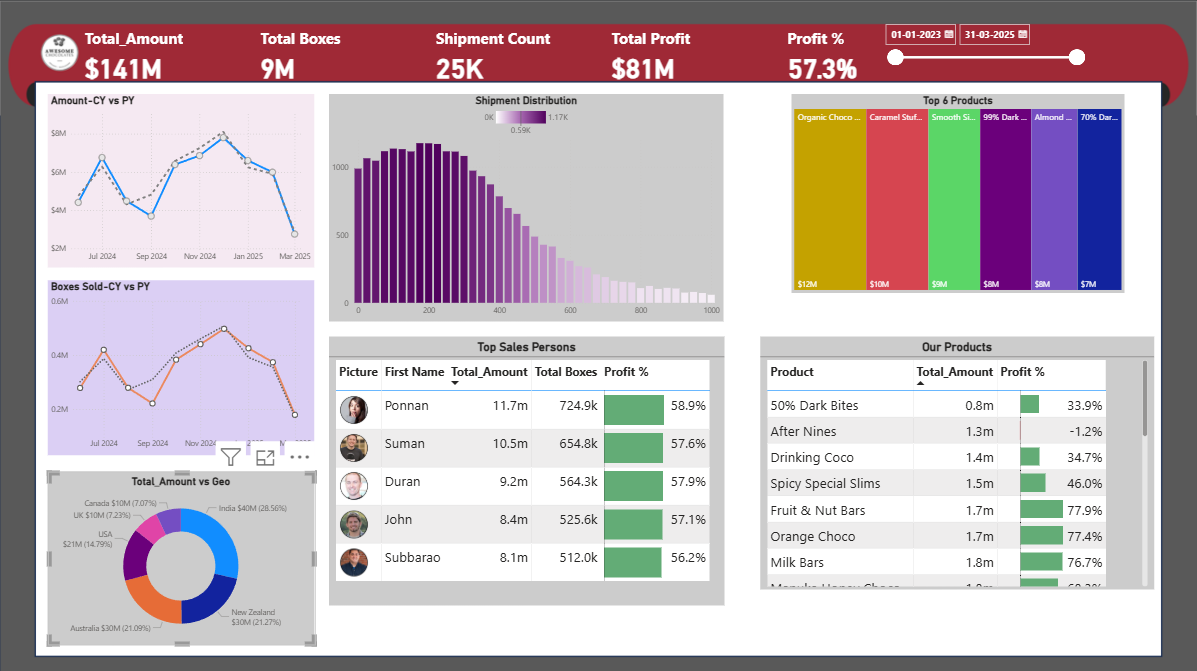 AWESOME
CHOCOLATES
Total_Amount
$141M
Total Boxes
9M
Shipment Count
25K
Total Profit
$81M
Profit %
57.3%
01-01-2023
31-03-2025
Amount-CY vs PY
$8M
$6M
$4M
$2M
Jul 2024 Sep 2024 Nov 2024 Jan 2025 Mar 2025
Shipment Distribution
0K 1.17K
0.59K
1000
500
0
0 200 400 600 800 1000
Top 6 Products
Organic Choco ... Caramel Stuf... Smooth Si... 99% Dark ... Almond ... 70% Dar...
$12M $10M $9M $8M $8M $7M
Boxes Sold-CY vs PY
0.6M
0.4M
0.2M
Jul 2024 Sep 2024 Nov 2024
Total_Amount vs Geo
Canada $10M (7.07%)
India $40M (28.56%)
UK $10M (7.23%)
USA
$21M (14.79%)
New Zealand
$30M (21.27%)
Australia $30M (21.09%)
Top Sales Persons
Picture First Name Total_Amount Total Boxes Profit %
Ponnan 11.7m 724.9k 58.9%
Suman 10.5m 654.8k 57.6%
Duran 9.2m 564.3k 57.9%
John 8.4m 525.6k 57.1%
Subbarao 8.1m 512.0k 56.2%
Our Products
Product Total_Amount Profit %
50% Dark Bites 0.8m 33.9%
After Nines 1.3m -1.2%
Drinking Coco 1.4m 34.7%
Spicy Special Slims 1.5m 46.0%
Fruit & Nut Bars 1.7m 77.9%
Orange Choco 1.7m 77.4%
Milk Bars 1.8m 76.7%
Manuka Honey Choco